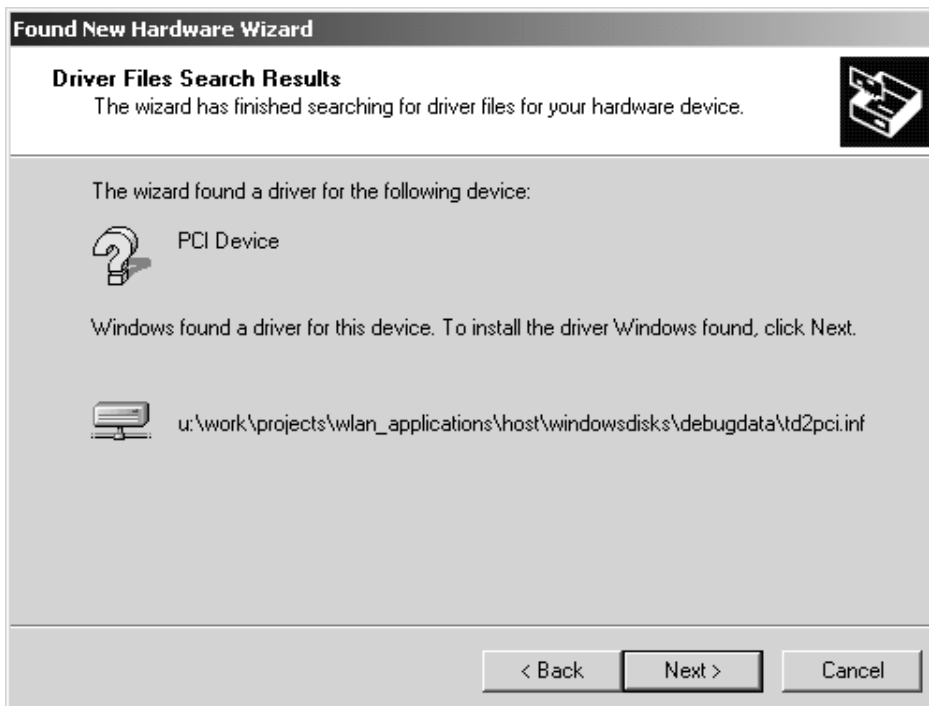 Found New Hardware Wizard
Driver Files Search Results
The wizard has finished searching for driver files for your hardware device.
The wizard found a driver for the following device:
PCI Device
Windows found a driver for this device. To install the driver Windows found, click Next.
u:\work\projects\wlan_applications\host\windowsdisks\debugdata\td2pci.inf
< Back
Next >
Cancel